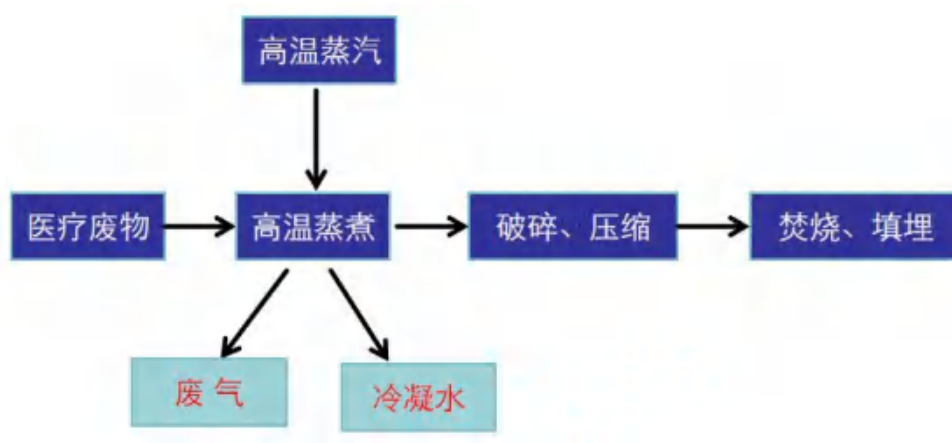 高温蒸汽
医疗废物
高温蒸煮
破碎、压缩
焚烧、填埋
废气
冷凝水